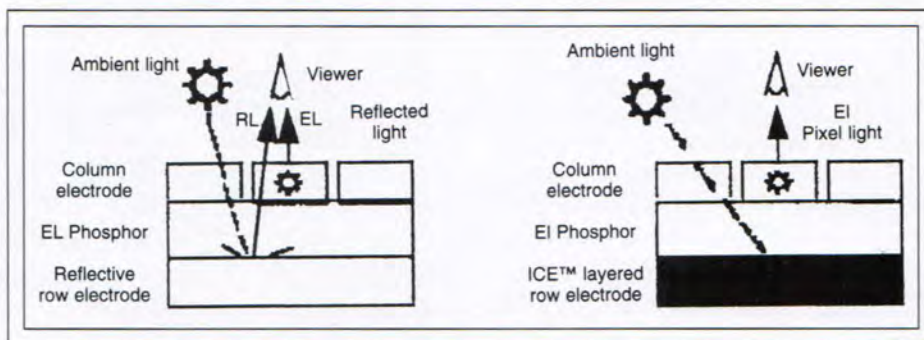 Ambient light
Viewer
RL
EL
Reflected
light
Column
electrode
EL Phosphor
Reflective
row electrode
Ambient light
Viewer
El
Pixel light
Column
electrode
El Phosphor
ICE™ layered
row electrode